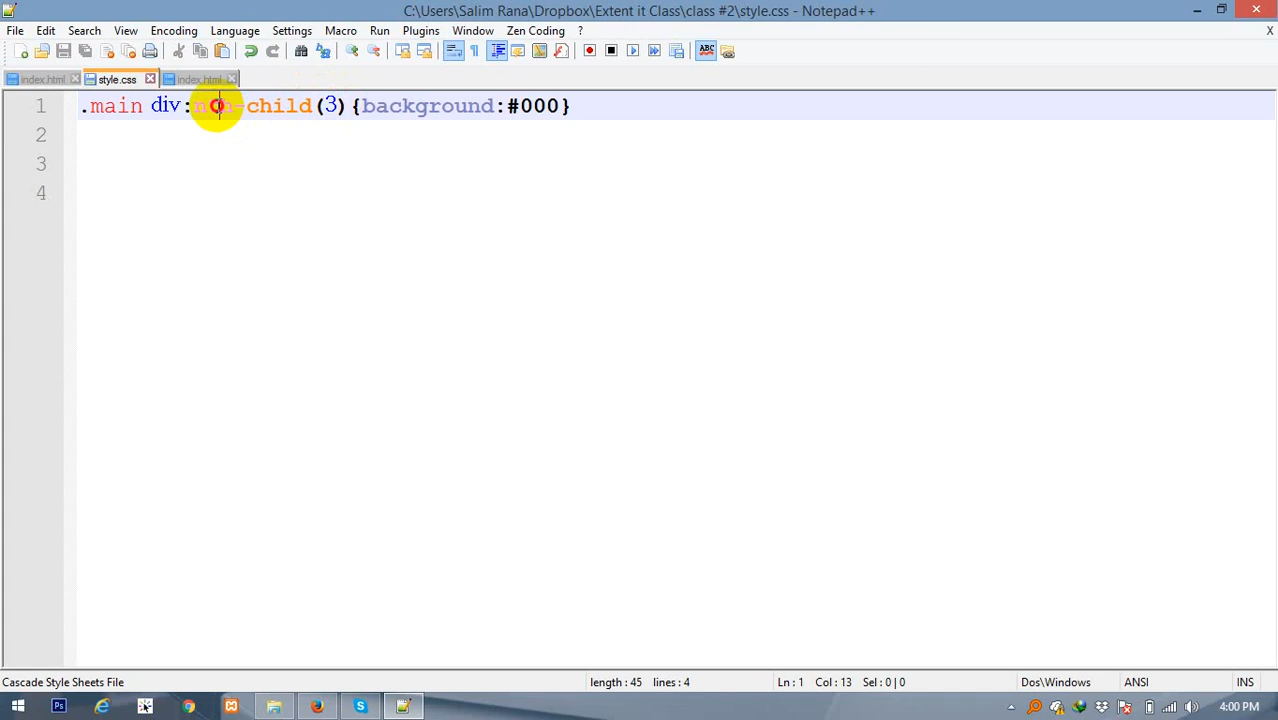 C:\Users\Salim Rana\Dropbox\Extent it Class\class #2\style.css - Notepad++
File Edit Search View Encoding Language Settings Macro Run Plugins Window Zen Coding ? X
index.html style.css index.html
1 .main div:nth-child(3){background:#000}
2
3
4
Cascade Style Sheets File length : 45 lines : 4 Ln : 1 Col : 13 Sel : 0 | 0 Dos\Windows ANSI INS
4:00 PM